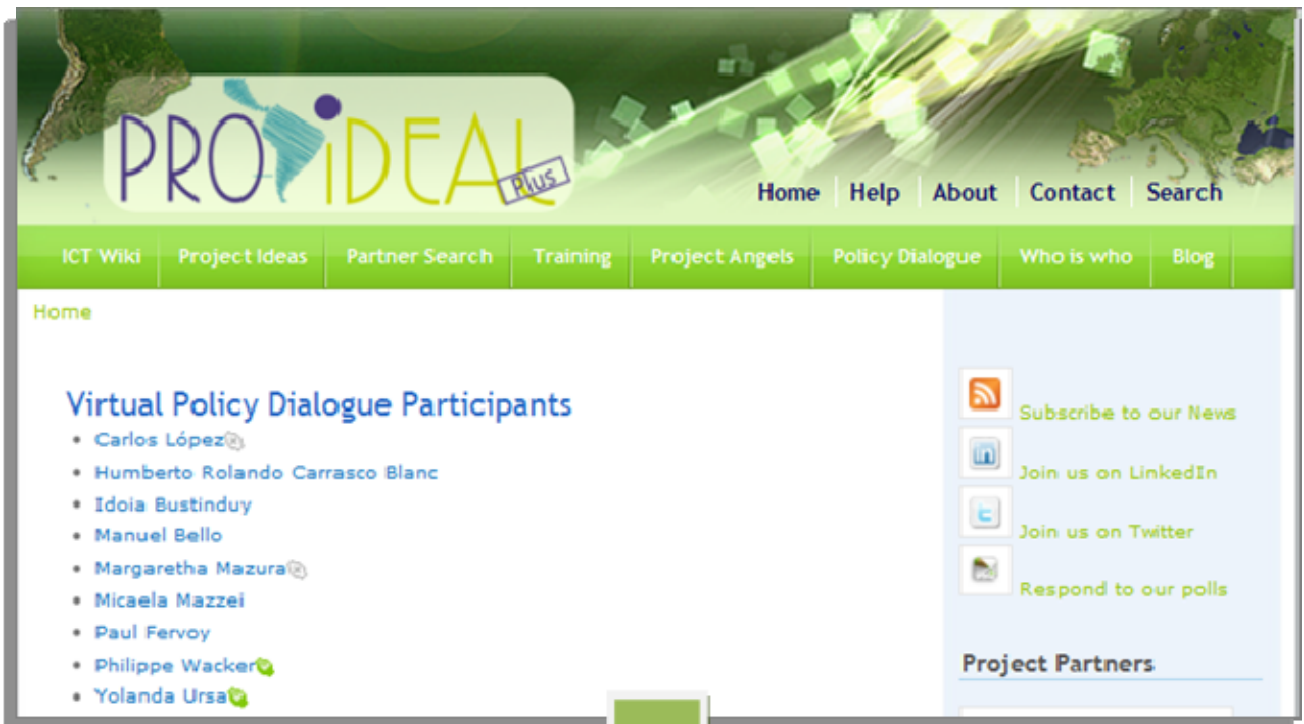 PRO iDEAL Plus
Home Help About Contact Search
ICT Wiki Project Ideas Partner Search Training Project Angels Policy Dialogue Who is who Blog
Home
Virtual Policy Dialogue Participants
• Carlos López
• Humberto Rolando Carrasco Blanc
• Idoia Bustinduy
• Manuel Bello
• Margaretha Mazura
• Micaela Mazzei
• Paul Fervoy
• Philippe Wacker
• Yolanda Ursa
Subscribe to our News
Join us on LinkedIn
Join us on Twitter
Respond to our polls
Project Partners